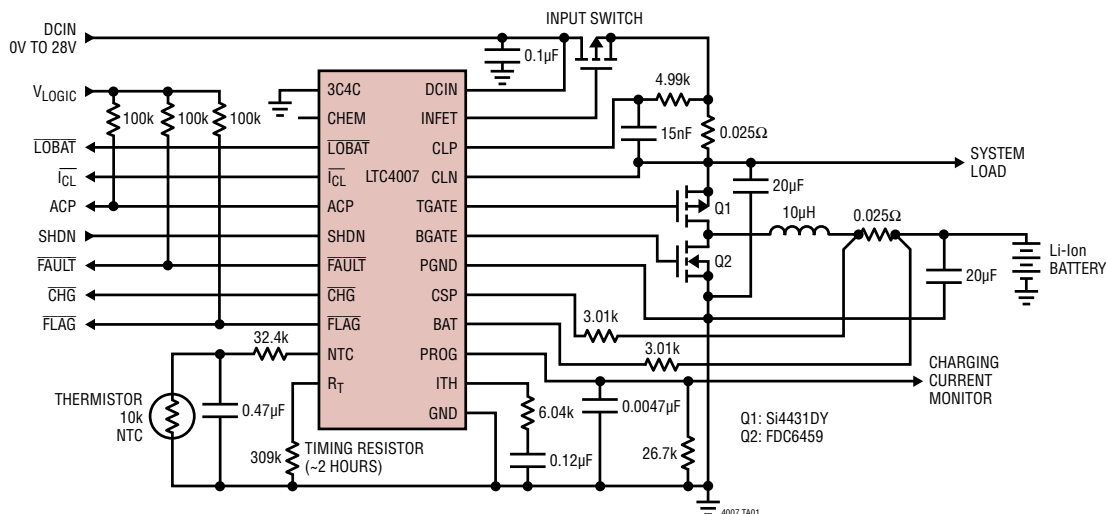 INPUT SWITCH
DCIN
0V TO 28V
0.1µF
VLOGIC
100k
100k
100k
4.99k
15nF
0.025Ω
LOBAT
ICL
ACP
SHDN
FAULT
CHG
FLAG
3C4C
CHEM
LOBAT
ICL
ACP
SHDN
FAULT
CHG
FLAG
NTC
RT
LTC4007
DCIN
INFET
CLP
CLN
TGATE
BGATE
PGND
CSP
BAT
PROG
ITH
GND
SYSTEM
LOAD
20µF
Q1
10µH
0.025Ω
Q2
Li-Ion
BATTERY
20µF
3.01k
3.01k
32.4k
CHARGING
CURRENT
MONITOR
THERMISTOR
10k
NTC
0.47µF
309k
TIMING RESISTOR
(~2 HOURS)
6.04k
0.12µF
0.0047µF
26.7k
Q1: Si4431DY
Q2: FDC6459
4007 TA01